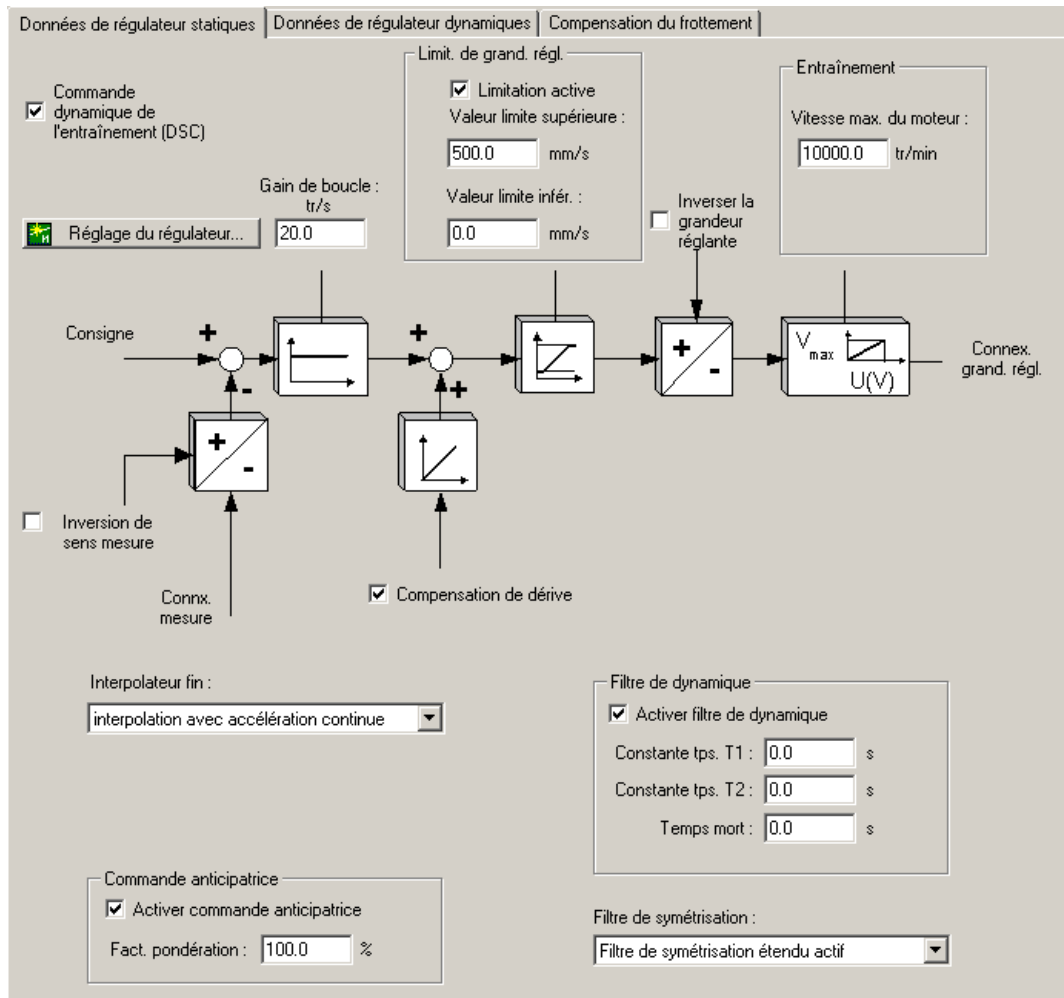 Données de régulateur statiques
Données de régulateur dynamiques
Compensation du frottement
Commande
dynamique de
l'entraînement (DSC)
Limit. de grand. régl.
Limitation active
Valeur limite supérieure :
500.0 mm/s
Valeur limite infér. :
0.0 mm/s
Entraînement
Vitesse max. du moteur :
10000.0 tr/min
Gain de boucle :
tr/s
Réglage du régulateur...
20.0
Inverser la
grandeur
réglante
Consigne
+
-
+
+
+
-
Vmax
U(V)
Connex.
grand. régl.
+
-
Inversion de
sens mesure
Connx.
mesure
Compensation de dérive
Interpolateur fin :
interpolation avec accélération continue
Filtre de dynamique
Activer filtre de dynamique
Constante tps. T1 : 0.0 s
Constante tps. T2 : 0.0 s
Temps mort : 0.0 s
Commande anticipatrice
Activer commande anticipatrice
Fact. pondération : 100.0 %
Filtre de symétrisation :
Filtre de symétrisation étendu actif